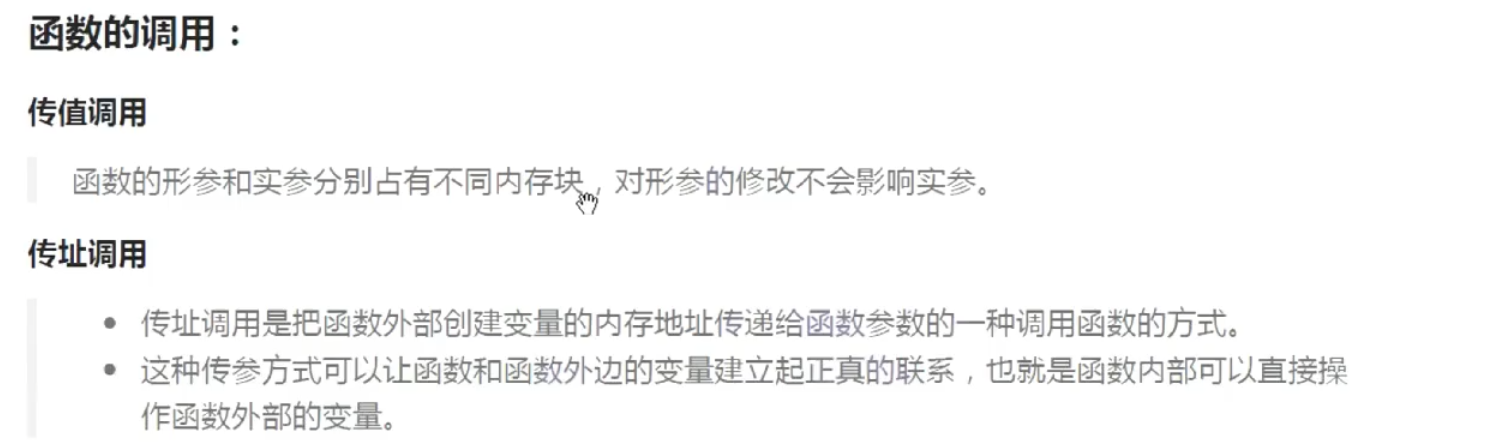 函数的调用：
传值调用
函数的形参和实参分别占有不同内存块，对形参的修改不会影响实参。
传址调用
传址调用是把函数外部创建变量的内存地址传递给函数参数的一种调用函数的方式。
这种传参方式可以让函数和函数外边的变量建立起正真的联系，也就是函数内部可以直接操
作函数外部的变量。